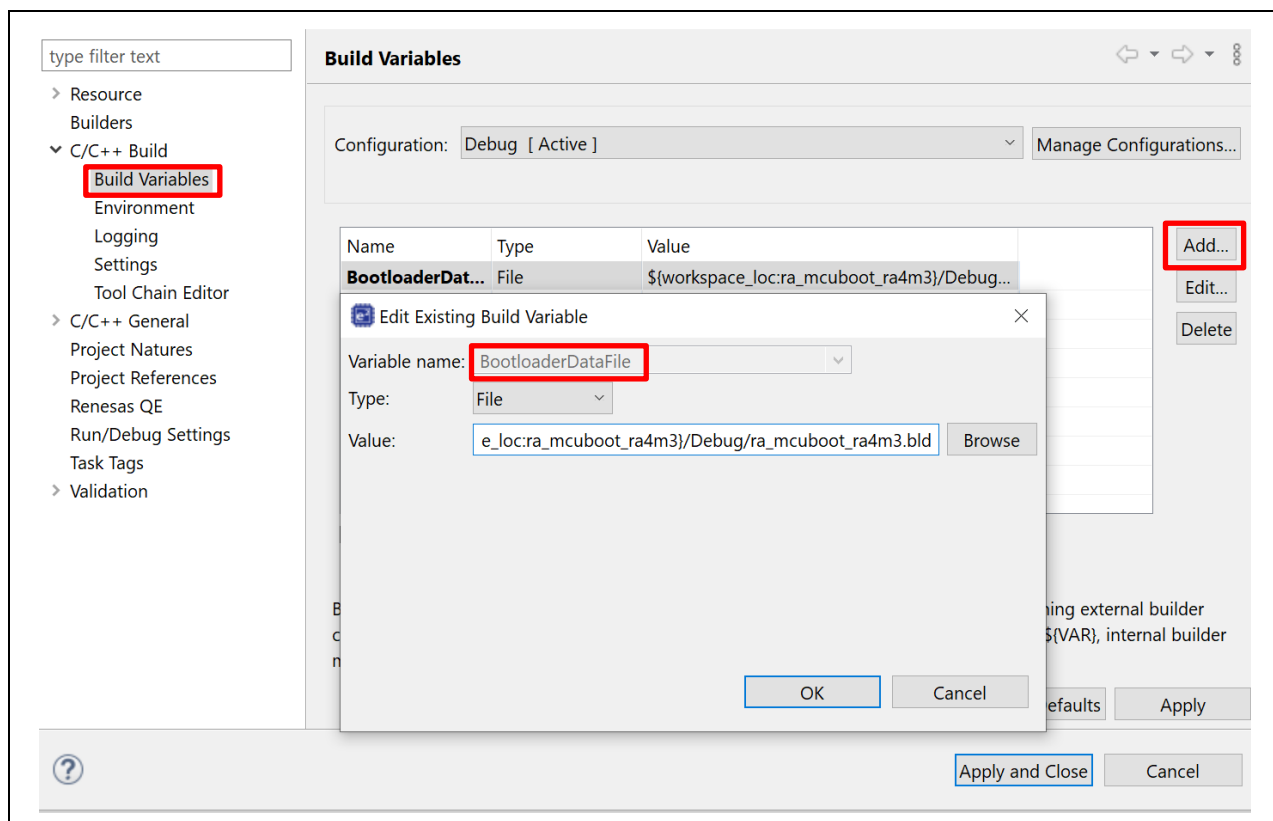 type filter text
Resource
Builders
C/C++ Build
Build Variables
Environment
Logging
Settings
Tool Chain Editor
C/C++ General
Project Natures
Project References
Renesas QE
Run/Debug Settings
Task Tags
Validation
Build Variables
Configuration: Debug [ Active ] Manage Configurations...
Name Type Value
BootloaderDat... File ${workspace_loc:ra_mcuboot_ra4m3}/Debug...
Add...
Edit...
Delete
Edit Existing Build Variable
Variable name: BootloaderDataFile
Type: File
Value: e_loc:ra_mcuboot_ra4m3}/Debug/ra_mcuboot_ra4m3.bld Browse
OK Cancel
external builder
${VAR}, internal builder
Apply
Apply and Close Cancel